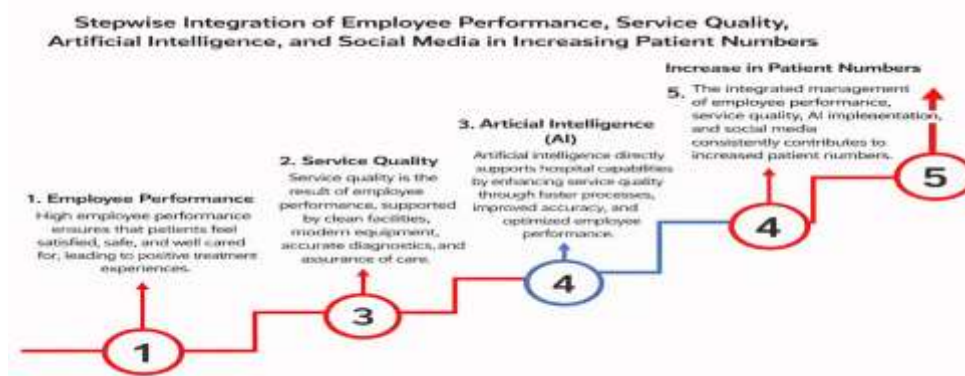 Stepwise Integration of Employee Performance, Service Quality,
Artificial Intelligence, and Social Media in Increasing Patient Numbers
Increase in Patient Numbers
5. The integrated management
of employee performance,
service quality, AI implementation,
and social media
consistently contributes to
increased patient numbers.
3. Articial Intelligence
(AI)
Artificial intelligence directly
supports hospital capabilities
by enhancing service quality
through faster processes,
improved accuracy, and
optimized employee
performance.
2. Service Quality
Service quality is the
result of employee
performance, supported
by clean facilities,
modern equipment,
accurate diagnostics, and
assurance of care.
1. Employee Performance
High employee performance
ensures that patients feel
satisfied, safe, and well cared
for, leading to positive treatment
experiences.
1
3
4
4
5